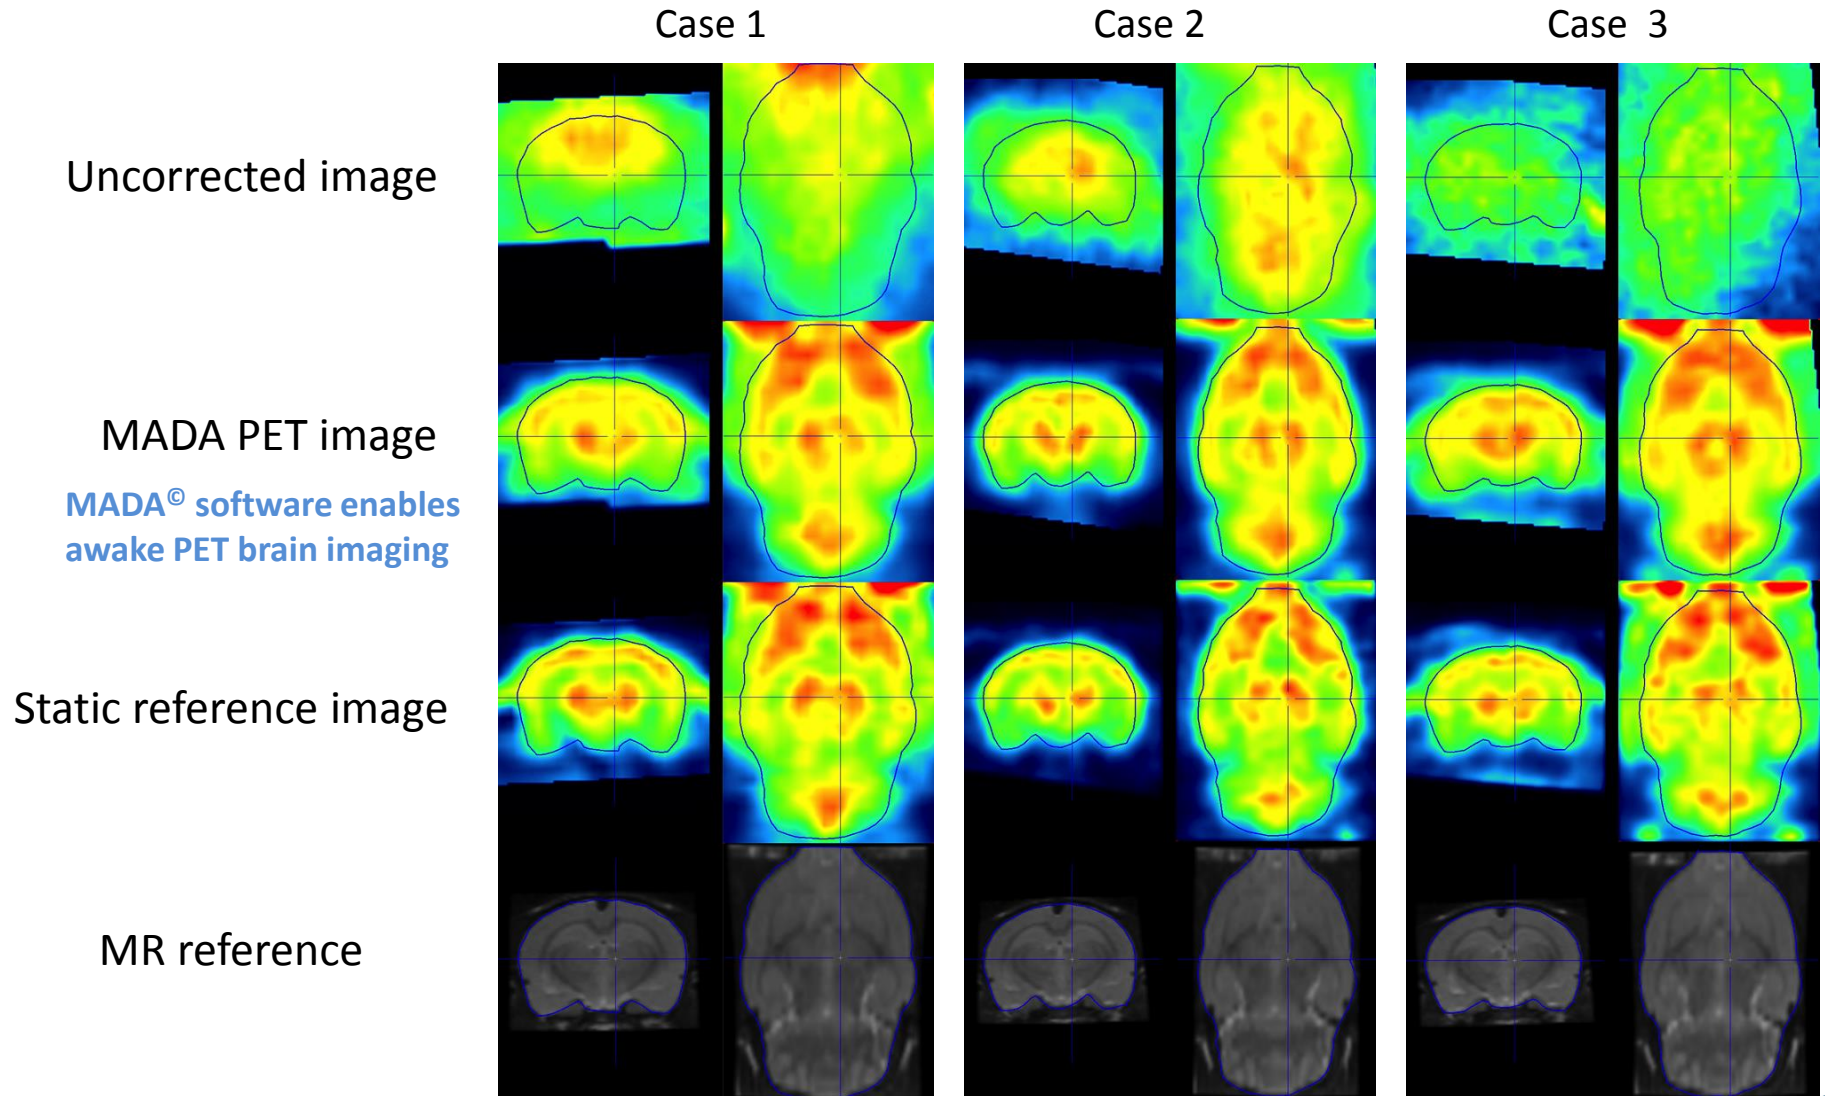 Case 1
Case 2
Case  3
Uncorrected image
MADA PET image
MADA© software enables
awake PET brain imaging
Static reference image
MR reference